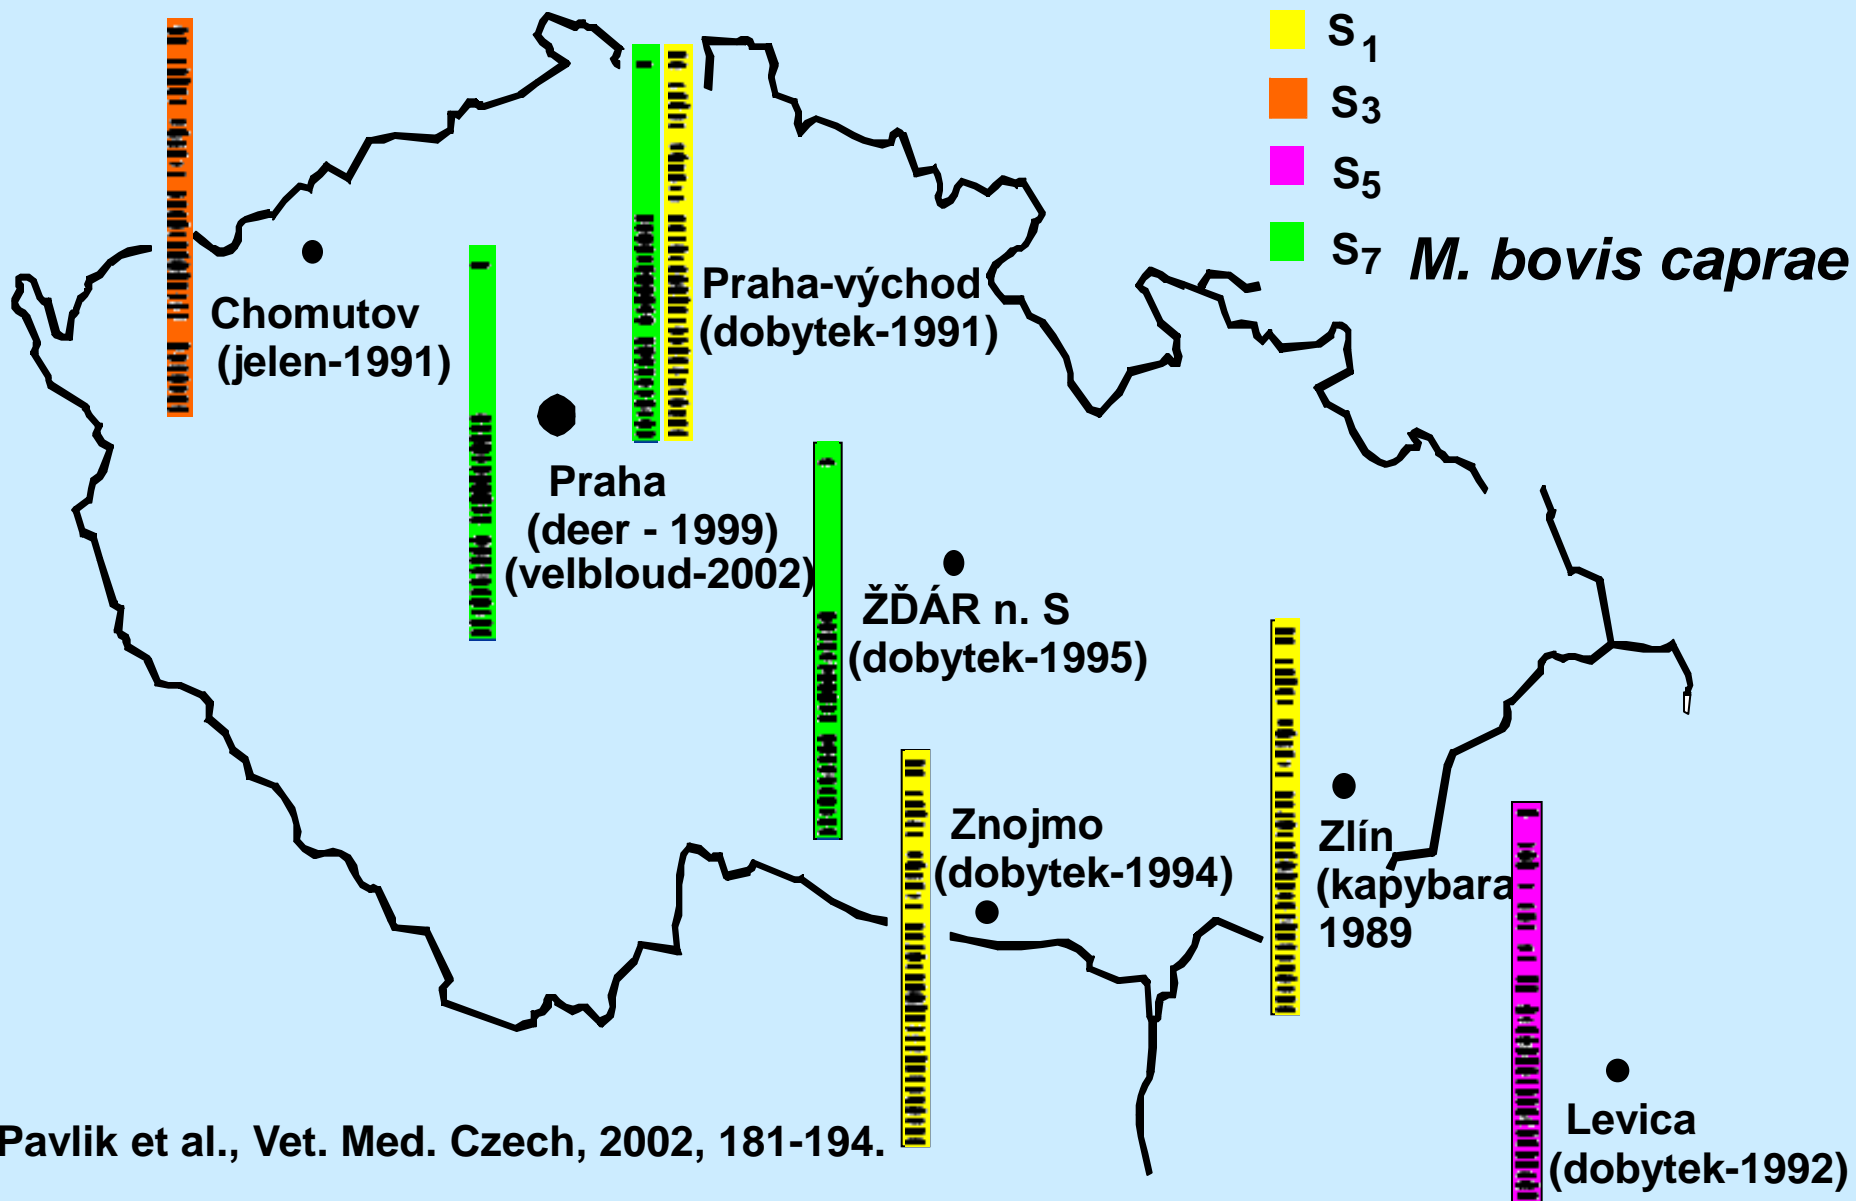 S1
S3
S5
S7 M. bovis caprae
Chomutov
(jelen-1991)
Praha-východ
(dobytek-1991)
Praha
(deer - 1999)
(velbloud-2002)
ŽĎÁR n. S
(dobytek-1995)
Znojmo
(dobytek-1994)
Zlín
(kapybara
1989
Levica
(dobytek-1992)
Pavlik et al., Vet. Med. Czech, 2002, 181-194.